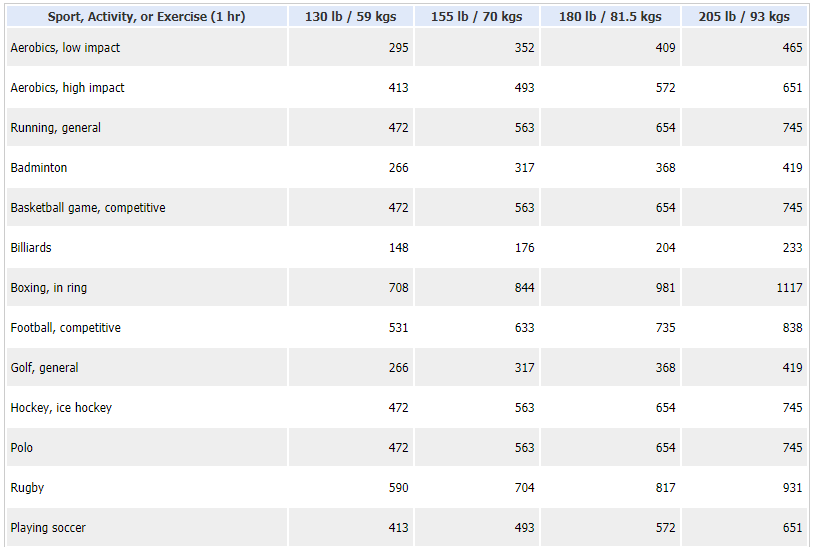 Sport, Activity, or Exercise (1 hr) 130 lb / 59 kgs 155 lb / 70 kgs 180 lb / 81.5 kgs 205 lb / 93 kgs
Aerobics, low impact 295 352 409 465
Aerobics, high impact 413 493 572 651
Running, general 472 563 654 745
Badminton 266 317 368 419
Basketball game, competitive 472 563 654 745
Billiards 148 176 204 233
Boxing, in ring 708 844 981 1117
Football, competitive 531 633 735 838
Golf, general 266 317 368 419
Hockey, ice hockey 472 563 654 745
Polo 472 563 654 745
Rugby 590 704 817 931
Playing soccer 413 493 572 651